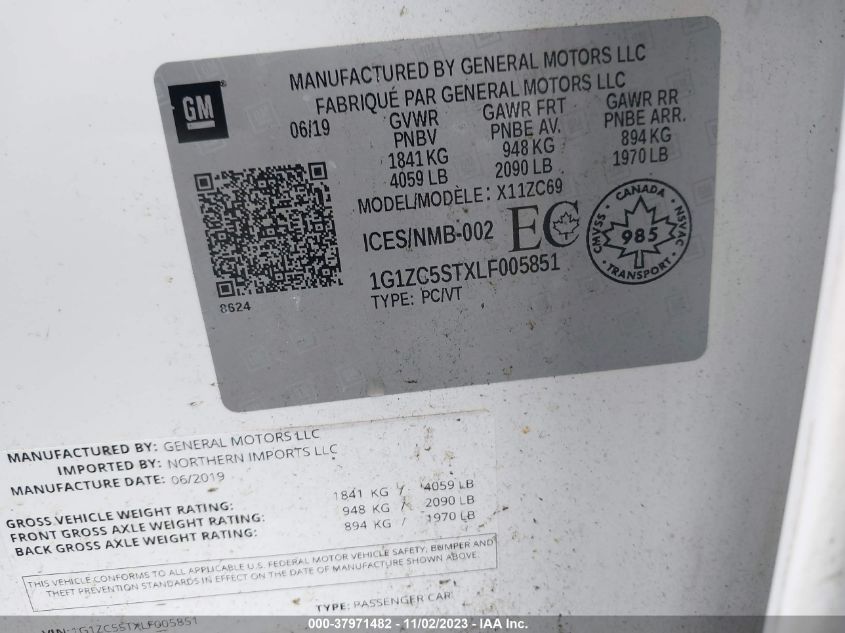 GM
MANUFACTURED BY GENERAL MOTORS LLC
FABRIQUÉ PAR GENERAL MOTORS LLC
06/19
GVWR
PNBV
1841 KG
4059 LB
GAWR FRT
PNBE AV.
948 KG
2090 LB
GAWR RR
PNBE ARR.
894 KG
1970 LB
MODEL/MODÈLE: X11ZC69
ICES/NMB-002
EC
CANADA
CMVSS
NSVAC
985
TRANSPORT
1G1ZC5STXLF005851
TYPE: PC/VT
8624
MANUFACTURED BY: GENERAL MOTORS LLC
IMPORTED BY: NORTHERN IMPORTS LLC
MANUFACTURE DATE: 06/2019
GROSS VEHICLE WEIGHT RATING: 1841 KG / 4059 LB
FRONT GROSS AXLE WEIGHT RATING: 948 KG / 2090 LB
BACK GROSS AXLE WEIGHT RATING: 894 KG / 1970 LB
THIS VEHICLE CONFORMS TO ALL APPLICABLE U.S. FEDERAL MOTOR VEHICLE SAFETY, BUMPER AND
THEFT PREVENTION STANDARDS IN EFFECT ON THE DATE OF MANUFACTURE SHOWN ABOVE.
TYPE: PASSENGER CAR
VIN: 1G1ZC5STXLF005851
000-37971482 - 11/02/2023 - IAA Inc.